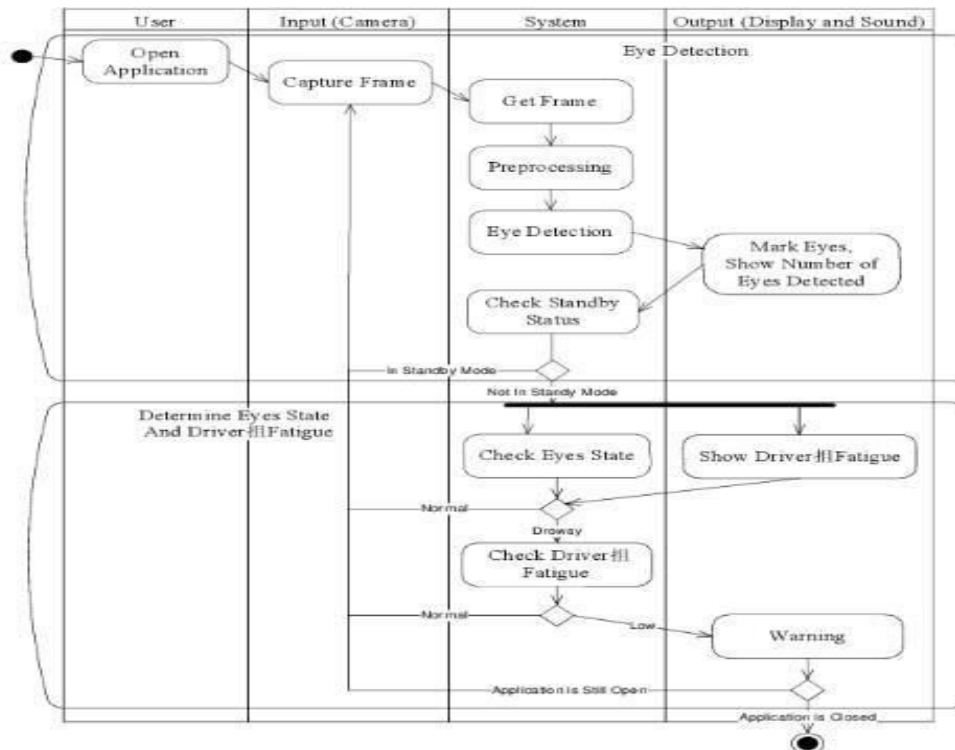 User
Input (Camera)
System
Output (Display and Sound)
Eye Detection
Open
Application
Capture Frame
Get Frame
Preprocessing
Eye Detection
Mark Eyes,
Show Number of
Eyes Detected
Check Standby
Status
In Standby Mode
Not In Standy Mode
Determine Eyes State
And Driver抯Fatigue
Check Eyes State
Show Driver抯Fatigue
Normal
Drowsy
Check Driver抯
Fatigue
Normal
Low
Warning
Application is Still Open
Application is Closed